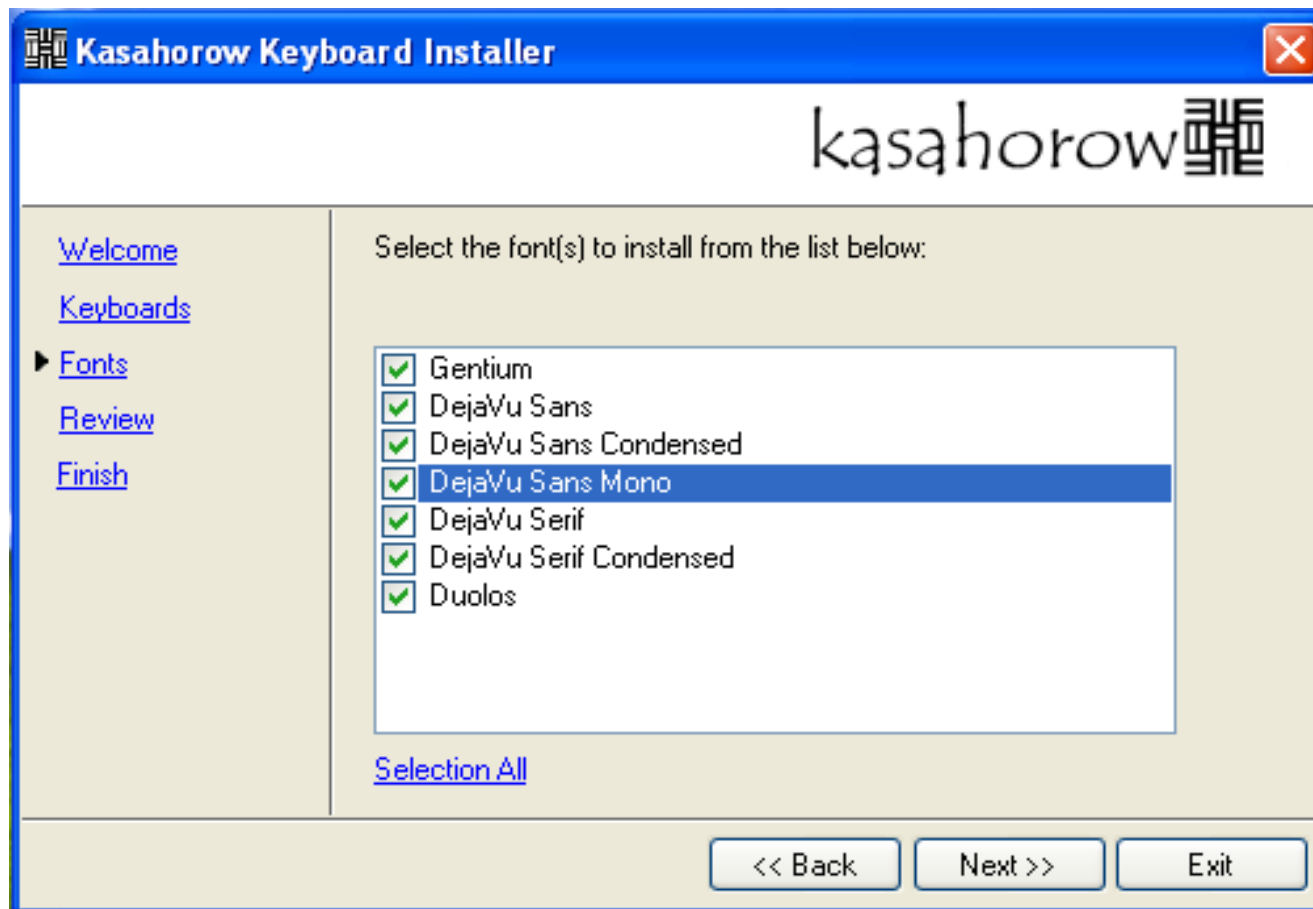 Kasahorow Keyboard Installer
kasahorow
Welcome
Keyboards
Fonts
Review
Finish
Select the font(s) to install from the list below:
Gentium
DejaVu Sans
DejaVu Sans Condensed
DejaVu Sans Mono
DejaVu Serif
DejaVu Serif Condensed
Duolos
Selection All
<< Back
Next >>
Exit